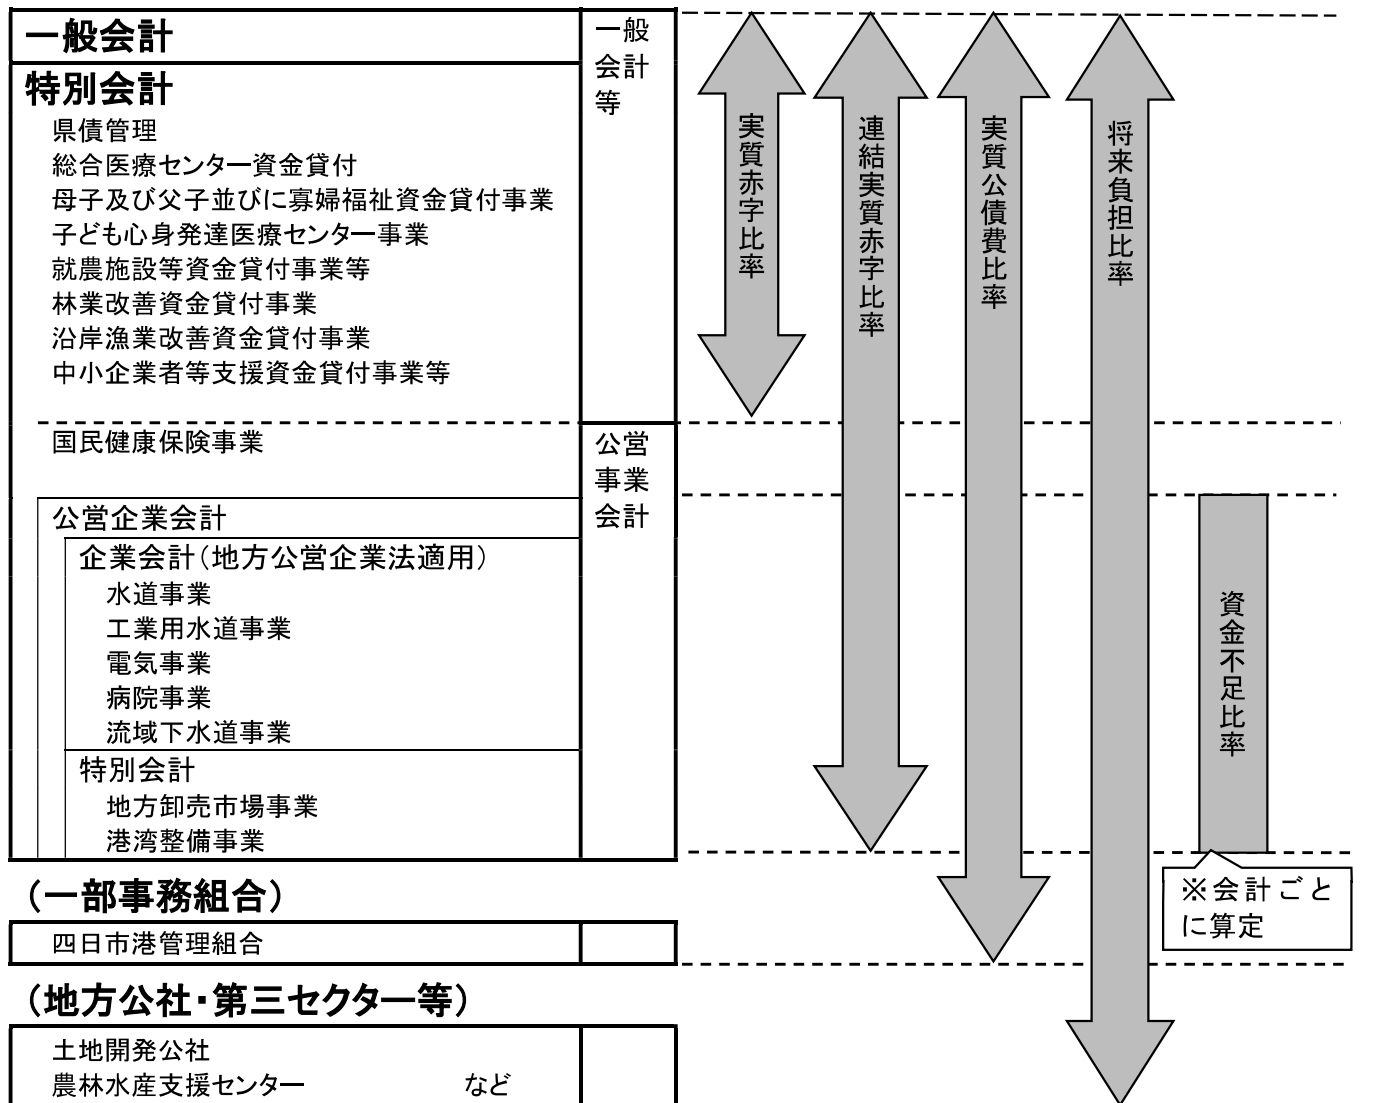 一般会計
特別会計
県債管理
総合医療センター資金貸付
母子及び父子並びに寡婦福祉資金貸付事業
子ども心身発達医療センター事業
就農施設等資金貸付事業等
林業改善資金貸付事業
沿岸漁業改善資金貸付事業
中小企業者等支援資金貸付事業等
国民健康保険事業
公営企業会計
企業会計（地方公営企業法適用）
水道事業
工業用水道事業
電気事業
病院事業
流域下水道事業
特別会計
地方卸売市場事業
港湾整備事業
（一部事務組合）
四日市港管理組合
（地方公社・第三セクター等）
土地開発公社
農林水産支援センター　など
一般
会計
等
公営
事業
会計
実質赤字比率
連結実質赤字比率
実質公債費比率
将来負担比率
資金不足比率
※会計ごと
に算定